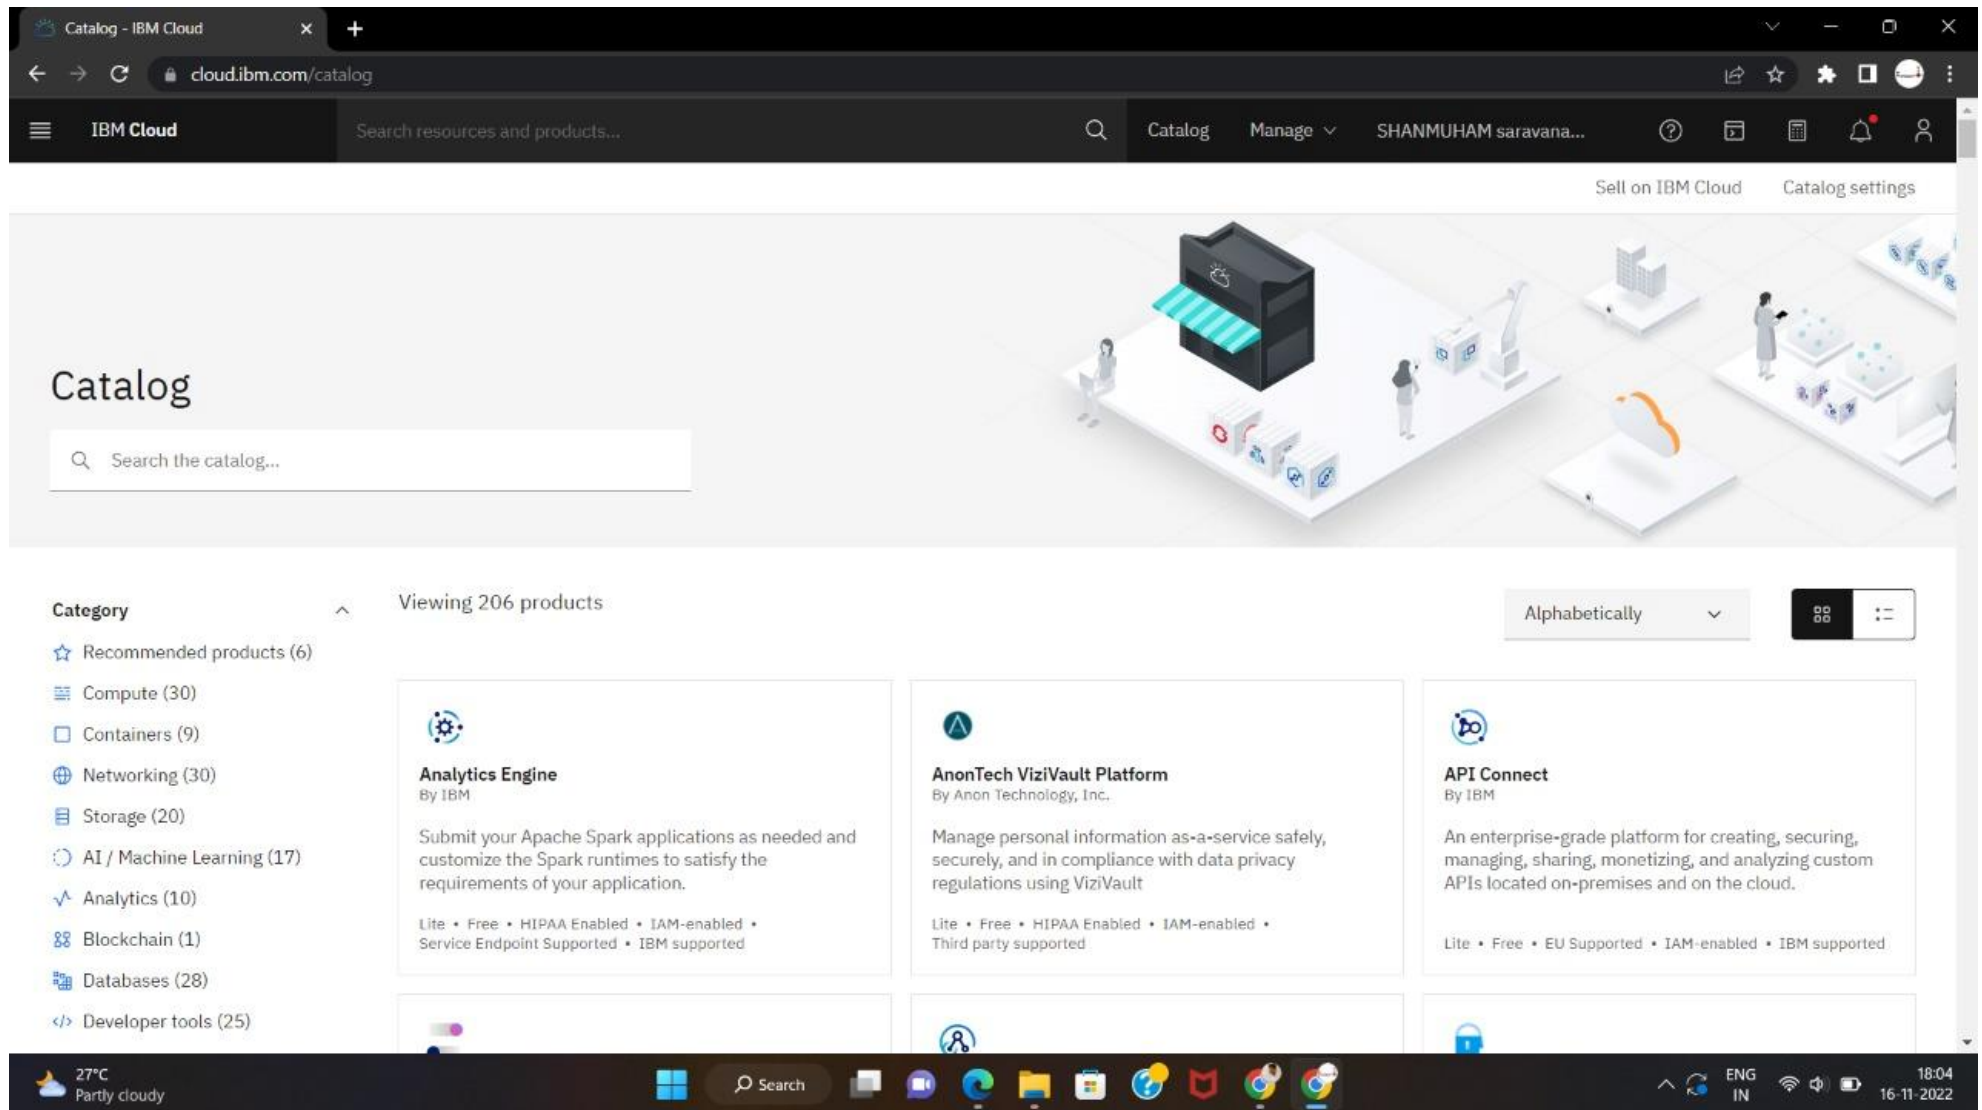 Catalog - IBM Cloud
cloud.ibm.com/catalog
IBM Cloud
Search resources and products...
Catalog
Manage
SHANMUHAM saravana...
Sell on IBM Cloud
Catalog settings
Catalog
Search the catalog...
Category
Recommended products (6)
Compute (30)
Containers (9)
Networking (30)
Storage (20)
AI / Machine Learning (17)
Analytics (10)
Blockchain (1)
Databases (28)
Developer tools (25)
Viewing 206 products
Alphabetically
Analytics Engine
By IBM
Submit your Apache Spark applications as needed and
customize the Spark runtimes to satisfy the
requirements of your application.
Lite • Free • HIPAA Enabled • IAM-enabled •
Service Endpoint Supported • IBM supported
AnonTech ViziVault Platform
By Anon Technology, Inc.
Manage personal information as-a-service safely,
securely, and in compliance with data privacy
regulations using ViziVault
Lite • Free • HIPAA Enabled • IAM-enabled •
Third party supported
API Connect
By IBM
An enterprise-grade platform for creating, securing,
managing, sharing, monetizing, and analyzing custom
APIs located on-premises and on the cloud.
Lite • Free • EU Supported • IAM-enabled • IBM supported
27°C
Partly cloudy
Search
ENG
IN
18:04
16-11-2022